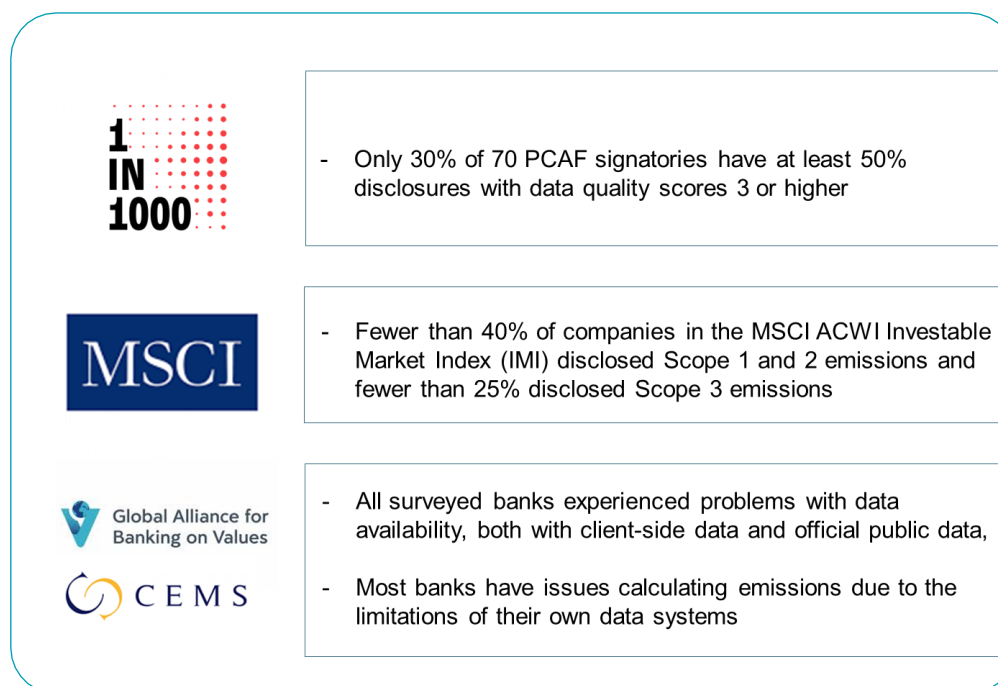 1
IN
1000
- Only 30% of 70 PCAF signatories have at least 50%
disclosures with data quality scores 3 or higher
MSCI
- Fewer than 40% of companies in the MSCI ACWI Investable
Market Index (IMI) disclosed Scope 1 and 2 emissions and
fewer than 25% disclosed Scope 3 emissions
Global Alliance for
Banking on Values
CEMS
- All surveyed banks experienced problems with data
availability, both with client-side data and official public data,
- Most banks have issues calculating emissions due to the
limitations of their own data systems